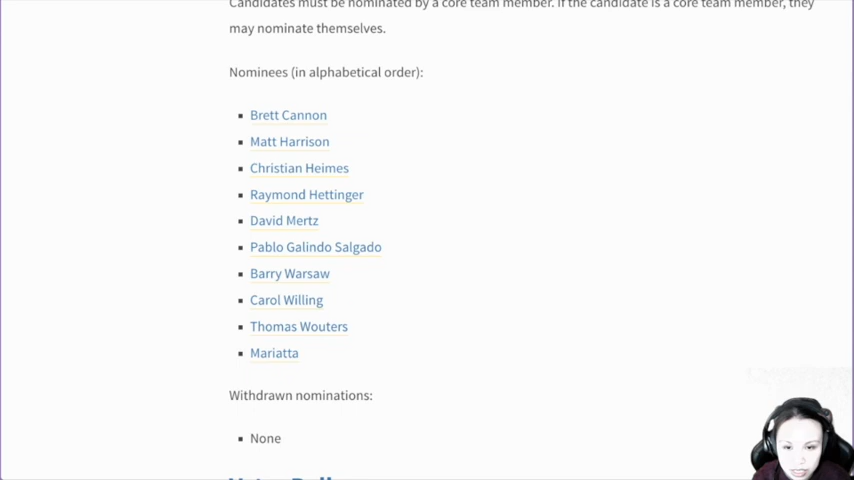 Candidates must be nominated by a core team member. If the candidate is a core team member, they
may nominate themselves.
Nominees (in alphabetical order):
Brett Cannon
Matt Harrison
Christian Heimes
Raymond Hettinger
David Mertz
Pablo Galindo Salgado
Barry Warsaw
Carol Willing
Thomas Wouters
Mariatta
Withdrawn nominations:
None